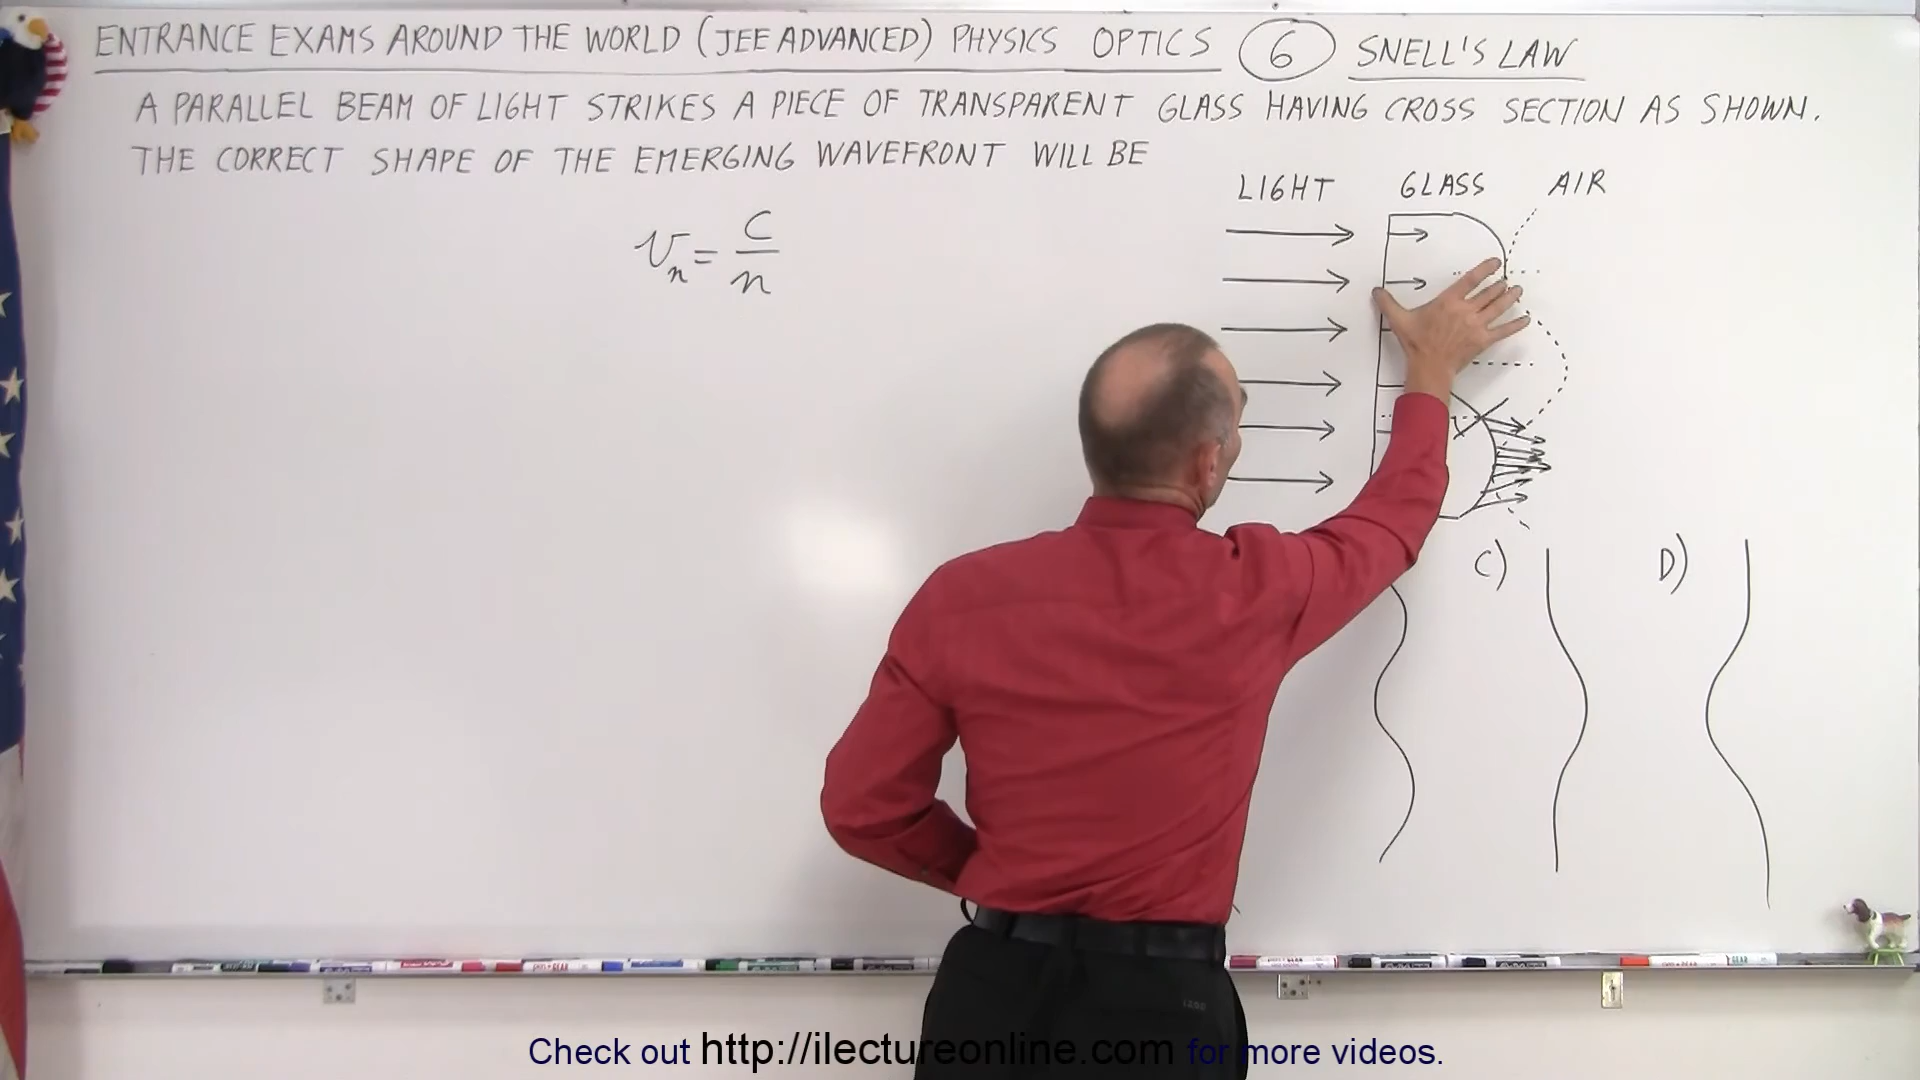 ENTRANCE EXAMS AROUND THE WORLD (JEE ADVANCED) PHYSICS OPTICS 6 SNELL'S LAW
A PARALLEL BEAM OF LIGHT STRIKES A PIECE OF TRANSPARENT GLASS HAVING CROSS SECTION AS SHOWN.
THE CORRECT SHAPE OF THE EMERGING WAVEFRONT WILL BE
LIGHT GLASS AIR
v_n = c/n
C) D)
Check out http://ilectureonline.com for more videos.